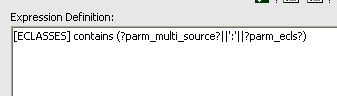 Expression Definition:
[ECLASSES] contains (?parm_multi_source?||':'||?parm_ecls?)